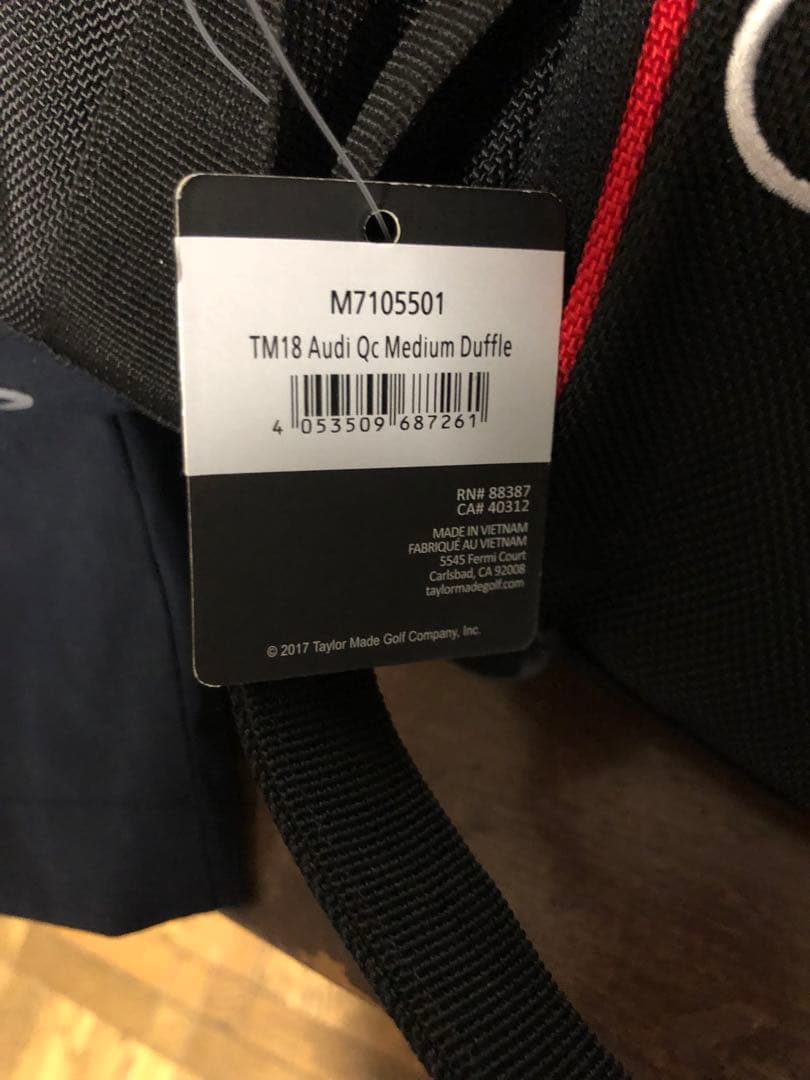 M7105501
TM18 Audi Qc Medium Duffle
4 053509 687261
RN# 88387
CA# 40312
MADE IN VIETNAM
FABRIQUÉ AU VIETNAM
5545 Fermi Court
Carlsbad, CA 92008
taylormadegolf.com
© 2017 Taylor Made Golf Company, Inc.